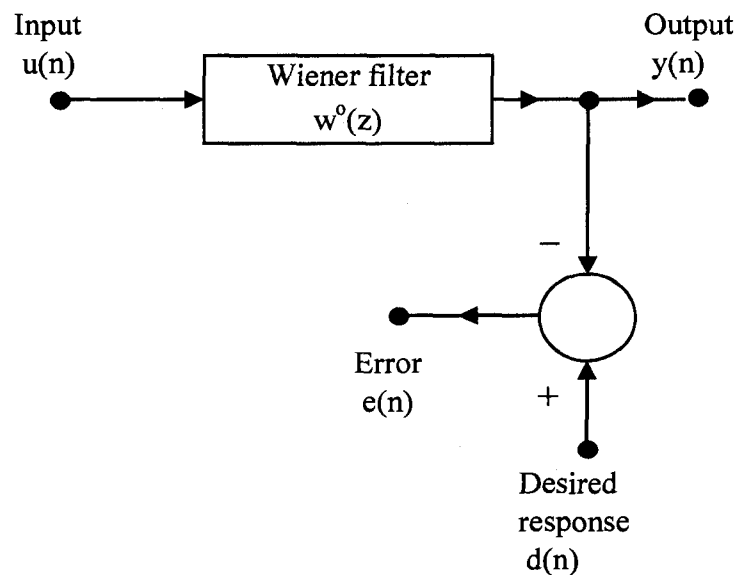 Input
u(n)
Wiener filter
w°(z)
Output
y(n)
−
Error
e(n)
+
Desired
response
d(n)